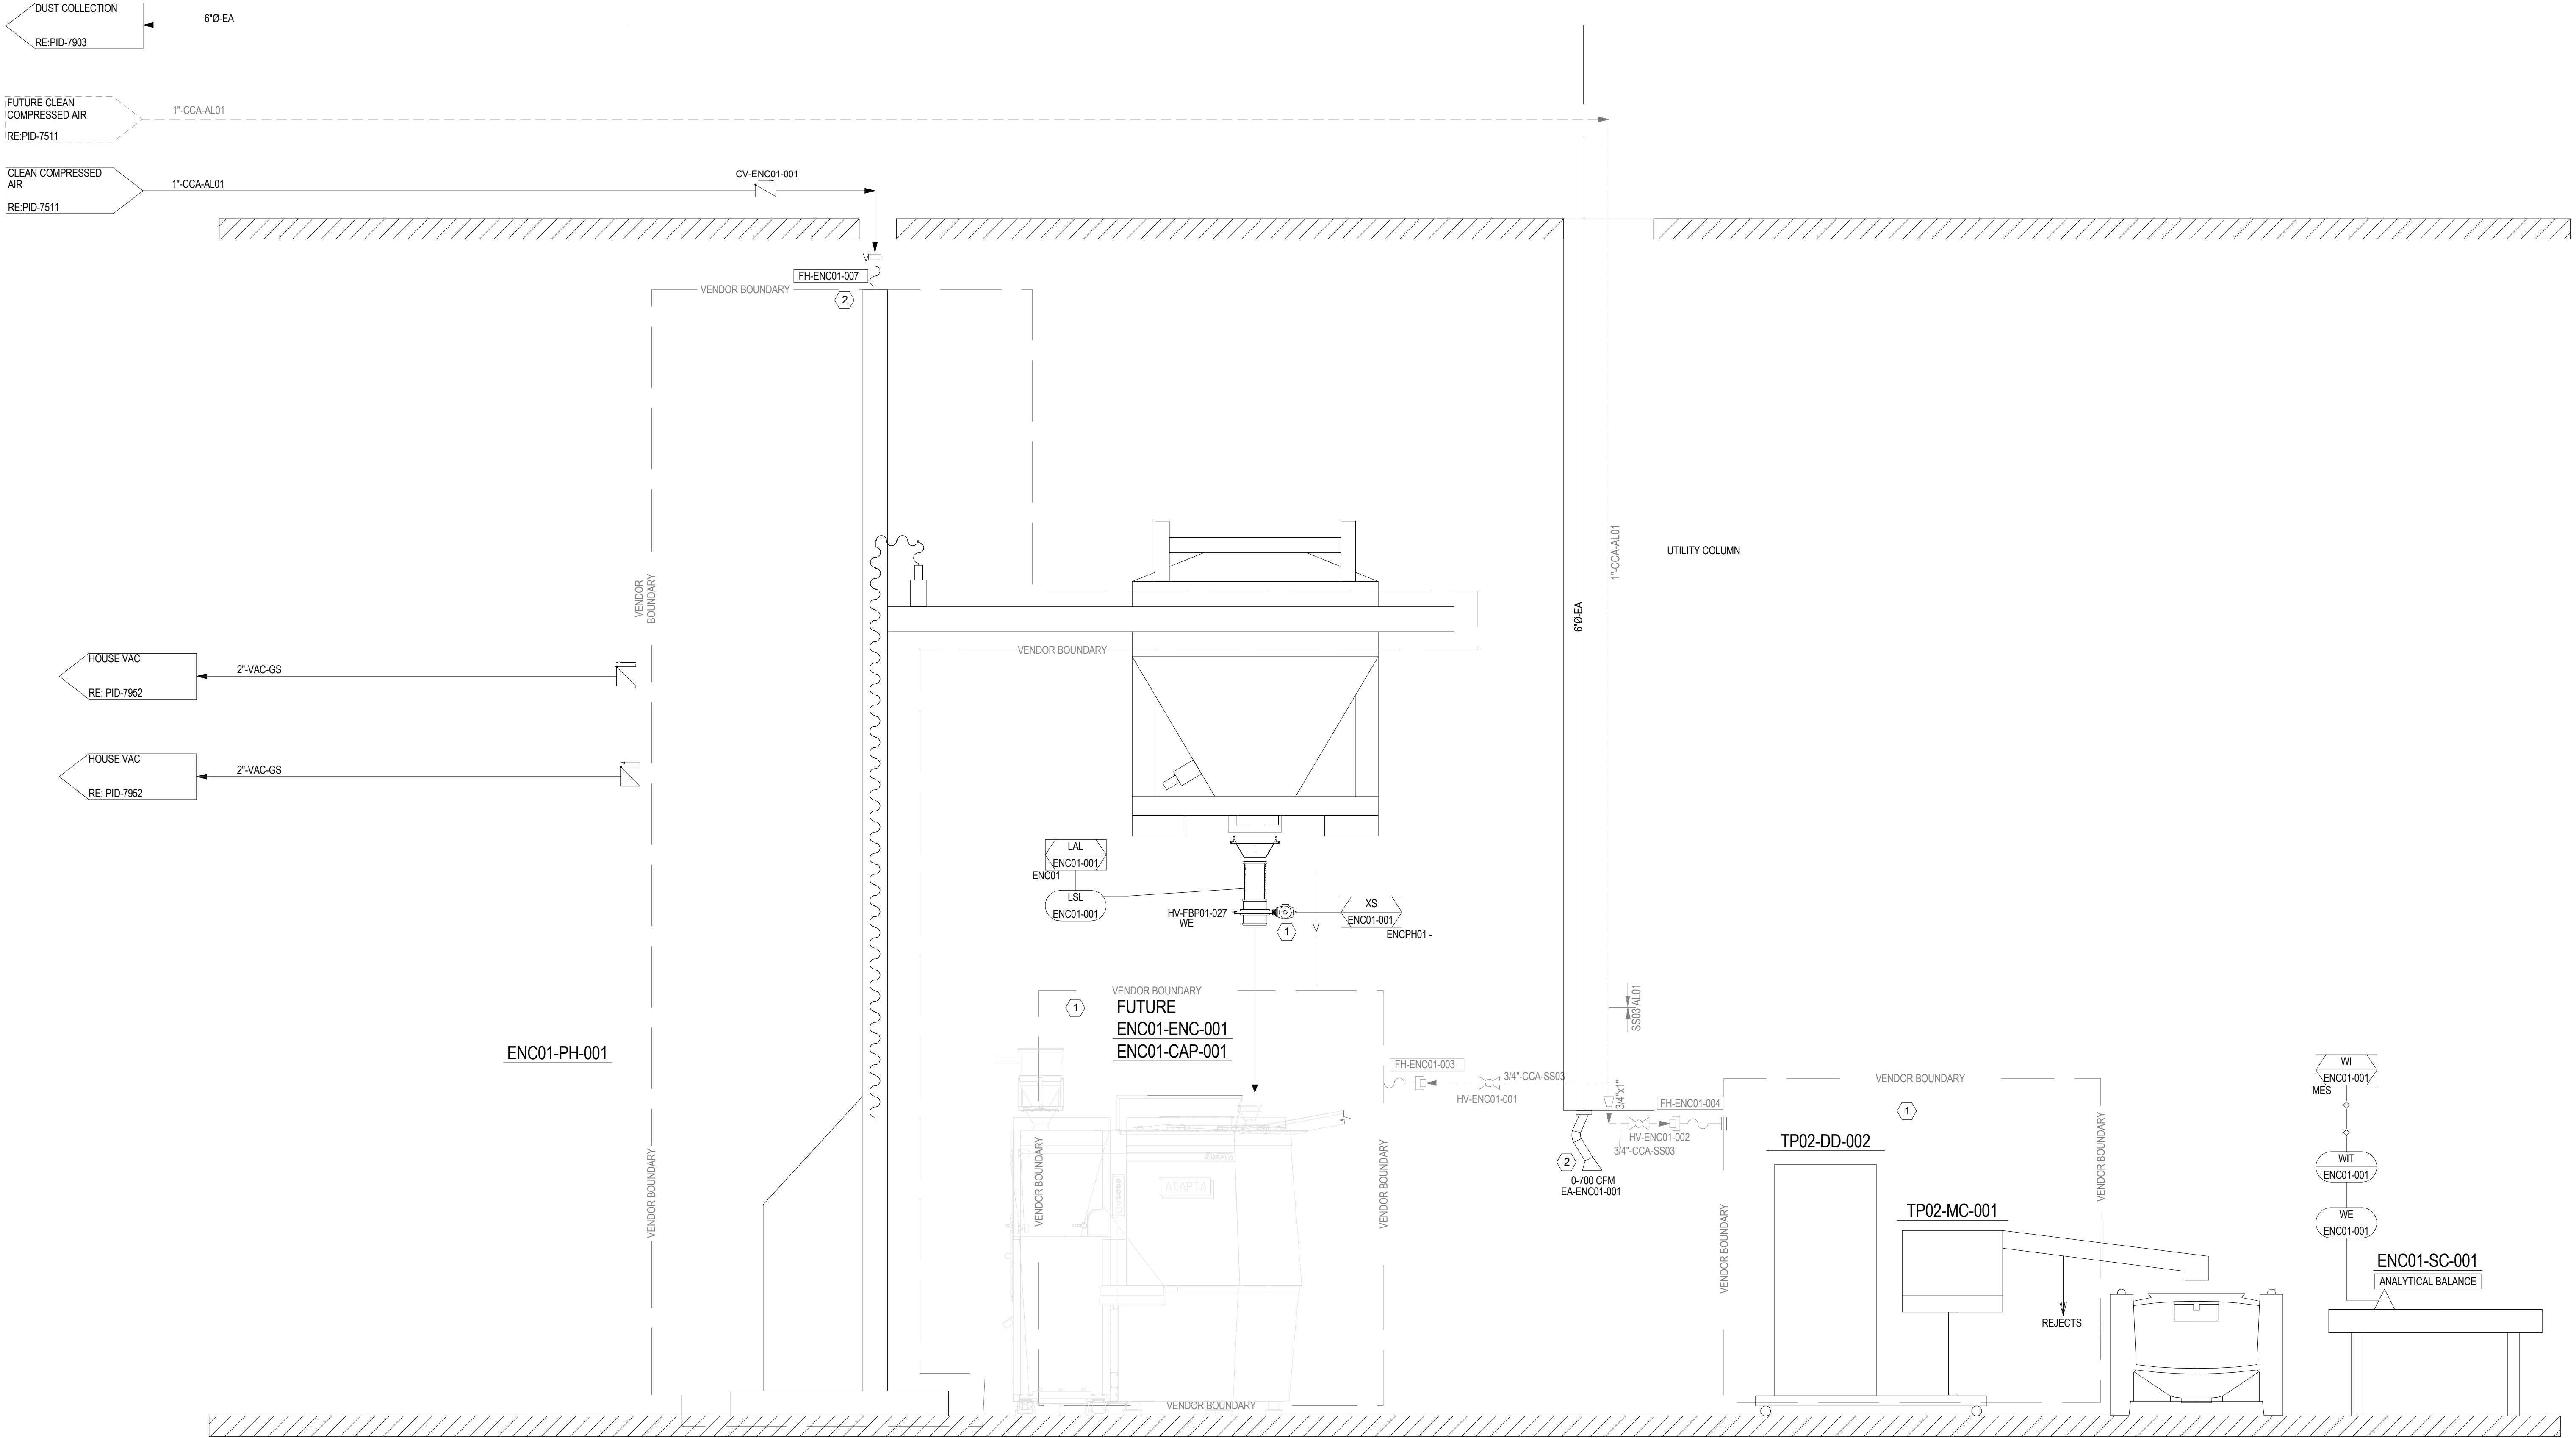 DUST COLLECTION
RE:PID-7903
6"Ø-EA
FUTURE CLEAN
COMPRESSED AIR
RE:PID-7511
1"-CCA-AL01
CLEAN COMPRESSED
AIR
RE:PID-7511
1"-CCA-AL01
CV-ENC01-001
FH-ENC01-007
2
VENDOR BOUNDARY
VENDOR
BOUNDARY
1"-CCA-AL01
UTILITY COLUMN
6"Ø-EA
VENDOR BOUNDARY
HOUSE VAC
RE: PID-7952
2"-VAC-GS
HOUSE VAC
RE: PID-7952
2"-VAC-GS
LAL
ENC01-001
ENC01
LSL
ENC01-001
HV-FBP01-027
WE
1
V
XS
ENC01-001
ENCPH01 -
VENDOR BOUNDARY
1
FUTURE
ENC01-ENC-001
ENC01-CAP-001
ENC01-PH-001
SS03
AL01
FH-ENC01-003
3/4"-CCA-SS03
HV-ENC01-001
3/4"x1"
FH-ENC01-004
HV-ENC01-002
3/4"-CCA-SS03
2
0-700 CFM
EA-ENC01-001
VENDOR BOUNDARY
VENDOR BOUNDARY
VENDOR BOUNDARY
ADAPTA
ADAPTA
VENDOR BOUNDARY
VENDOR BOUNDARY
1
TP02-DD-002
VENDOR BOUNDARY
VENDOR BOUNDARY
TP02-MC-001
REJECTS
WI
ENC01-001
MES
WIT
ENC01-001
WE
ENC01-001
ENC01-SC-001
ANALYTICAL BALANCE